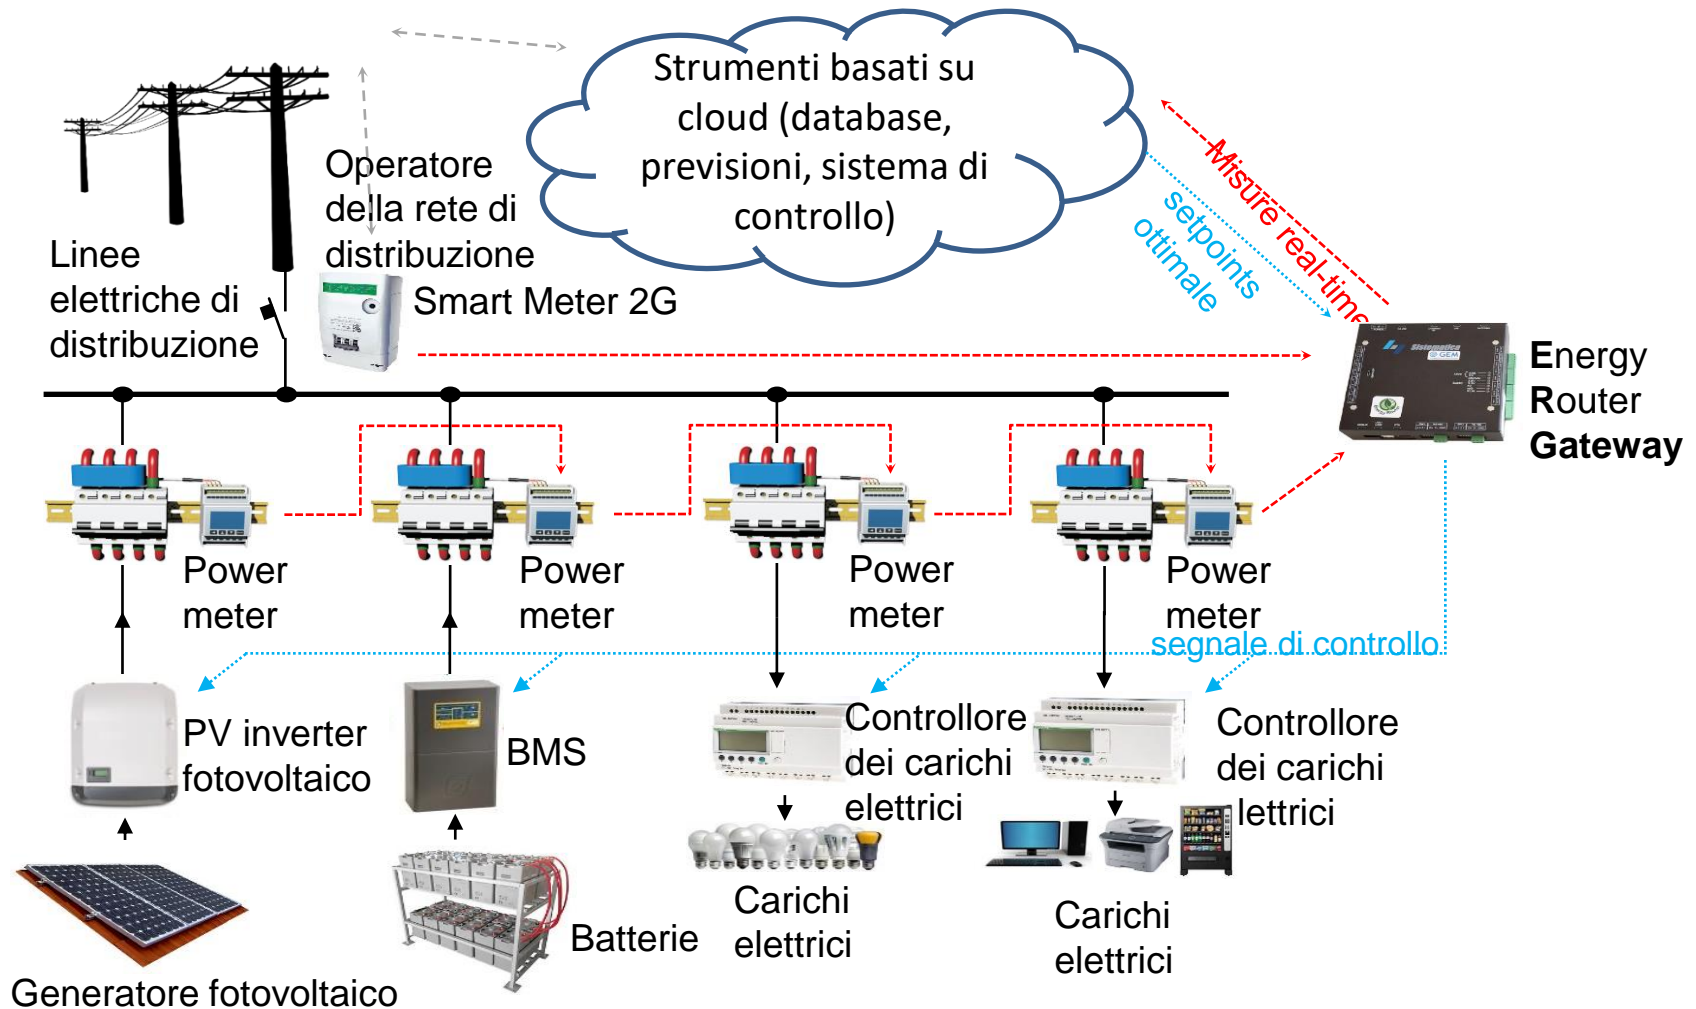 Strumenti basati su
cloud (database,
previsioni, sistema di
controllo)
Operatore
della rete di
distribuzione
Linee
elettriche di
distribuzione
Smart Meter 2G
Misure real-time
setpoints
ottimale
Sistematica
GEM
Energy
Router
Gateway
Power
meter
Power
meter
Power
meter
Power
meter
segnale di controllo
PV inverter
fotovoltaico
BMS
Controllore
dei carichi
elettrici
Controllore
dei carichi
lettrici
Carichi
elettrici
Carichi
elettrici
Batterie
Generatore fotovoltaico